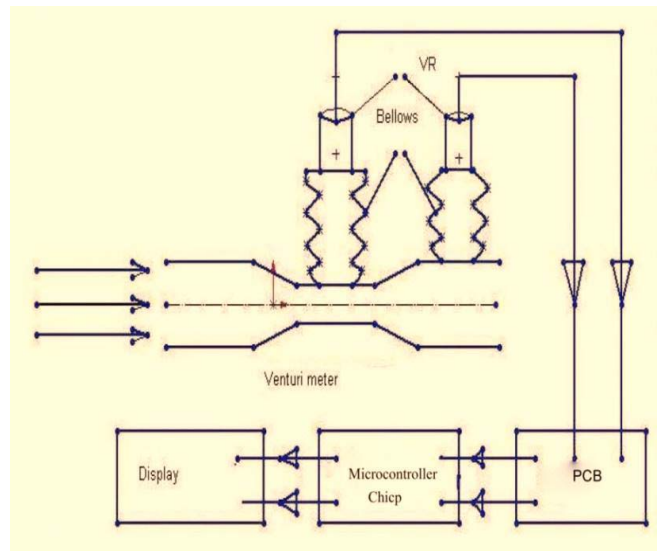 VR
Bellows
Venturi meter
Display
Microcontroller
Chicp
PCB